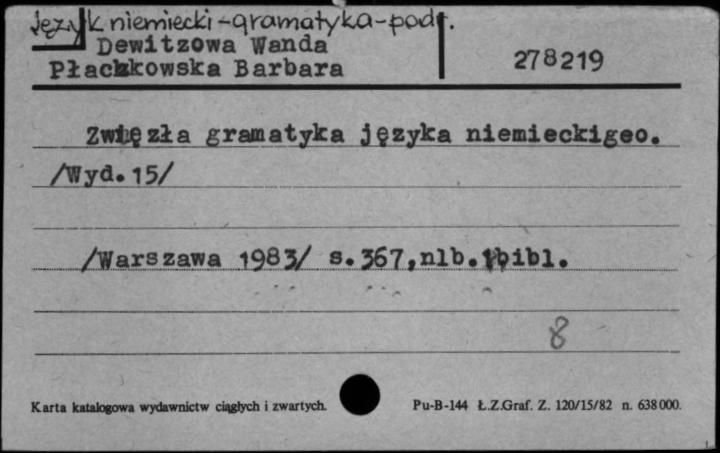 język niemiecki-gramatyka-podr.
Dewitzowa Wanda
Płaczkowska Barbara
278219
Zwięzła gramatyka języka niemieckigeo.
/Wyd.15/
/Warszawa 1983/ s.367,nlb.1bibl.
8
Karta katalogowa wydawnictw ciągłych i zwartych.
Pu-B-144 Ł.Z.Graf. Z. 120/15/82 n. 638000.